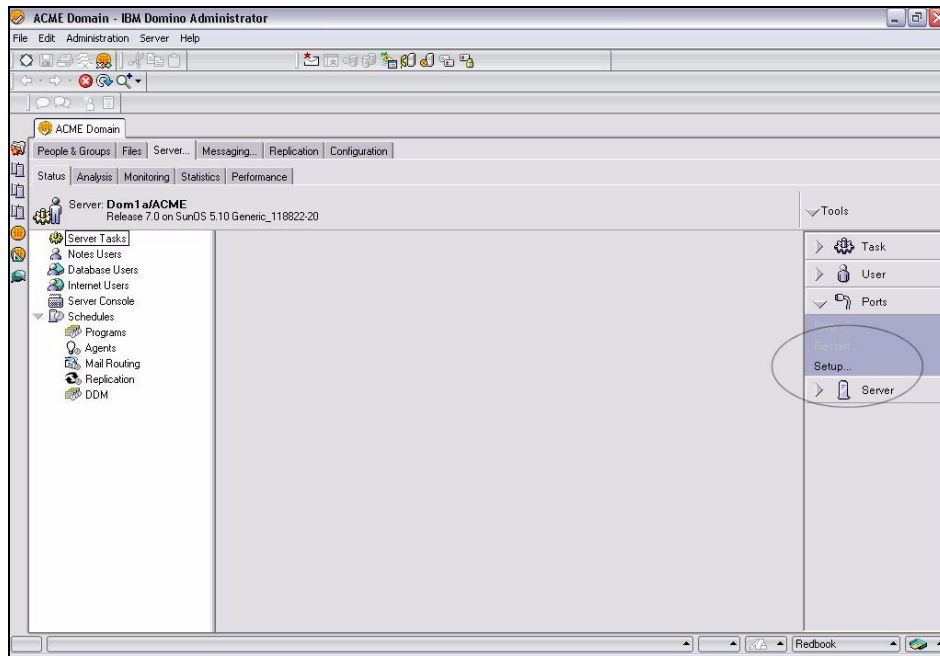 ACME Domain - IBM Domino Administrator
File Edit Administration Server Help
ACME Domain
People & Groups Files Server... Messaging... Replication Configuration
Status Analysis Monitoring Statistics Performance
Server: Dom1a/ACME
Release 7.0 on SunOS 5.10 Generic_118822-20
Tools
Server Tasks
Notes Users
Database Users
Internet Users
Server Console
Schedules
Programs
Agents
Mail Routing
Replication
DDM
Task
User
Ports
Stop...
Restart...
Setup...
Server
Redbook